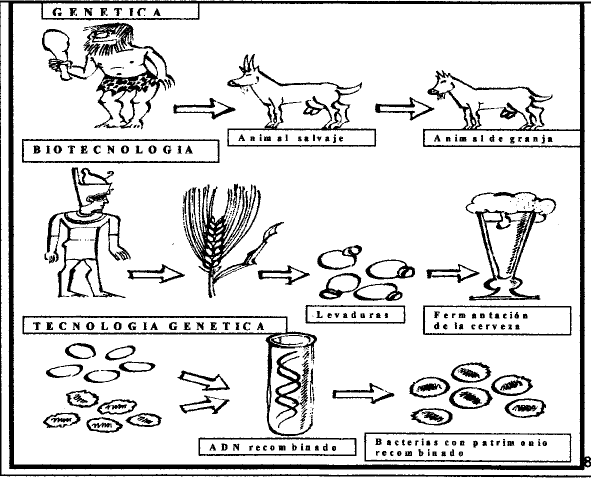 GENETICA
Animal salvaje
Animal de granja
BIOTECNOLOGIA
Levaduras
Fermantación
de la cerveza
TECNOLOGIA GENETICA
ADN recombinado
Bacterias con patrimonio
recombinado
8